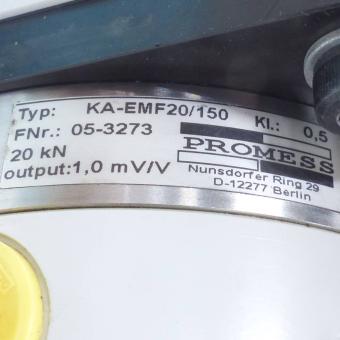 Typ: KA-EMF20/150 Kl.: 0,5
FNr.: 05-3273
20 kN
output:1,0 mV/V
PROMESS
Nunsdorfer Ring 29
D-12277 Berlin